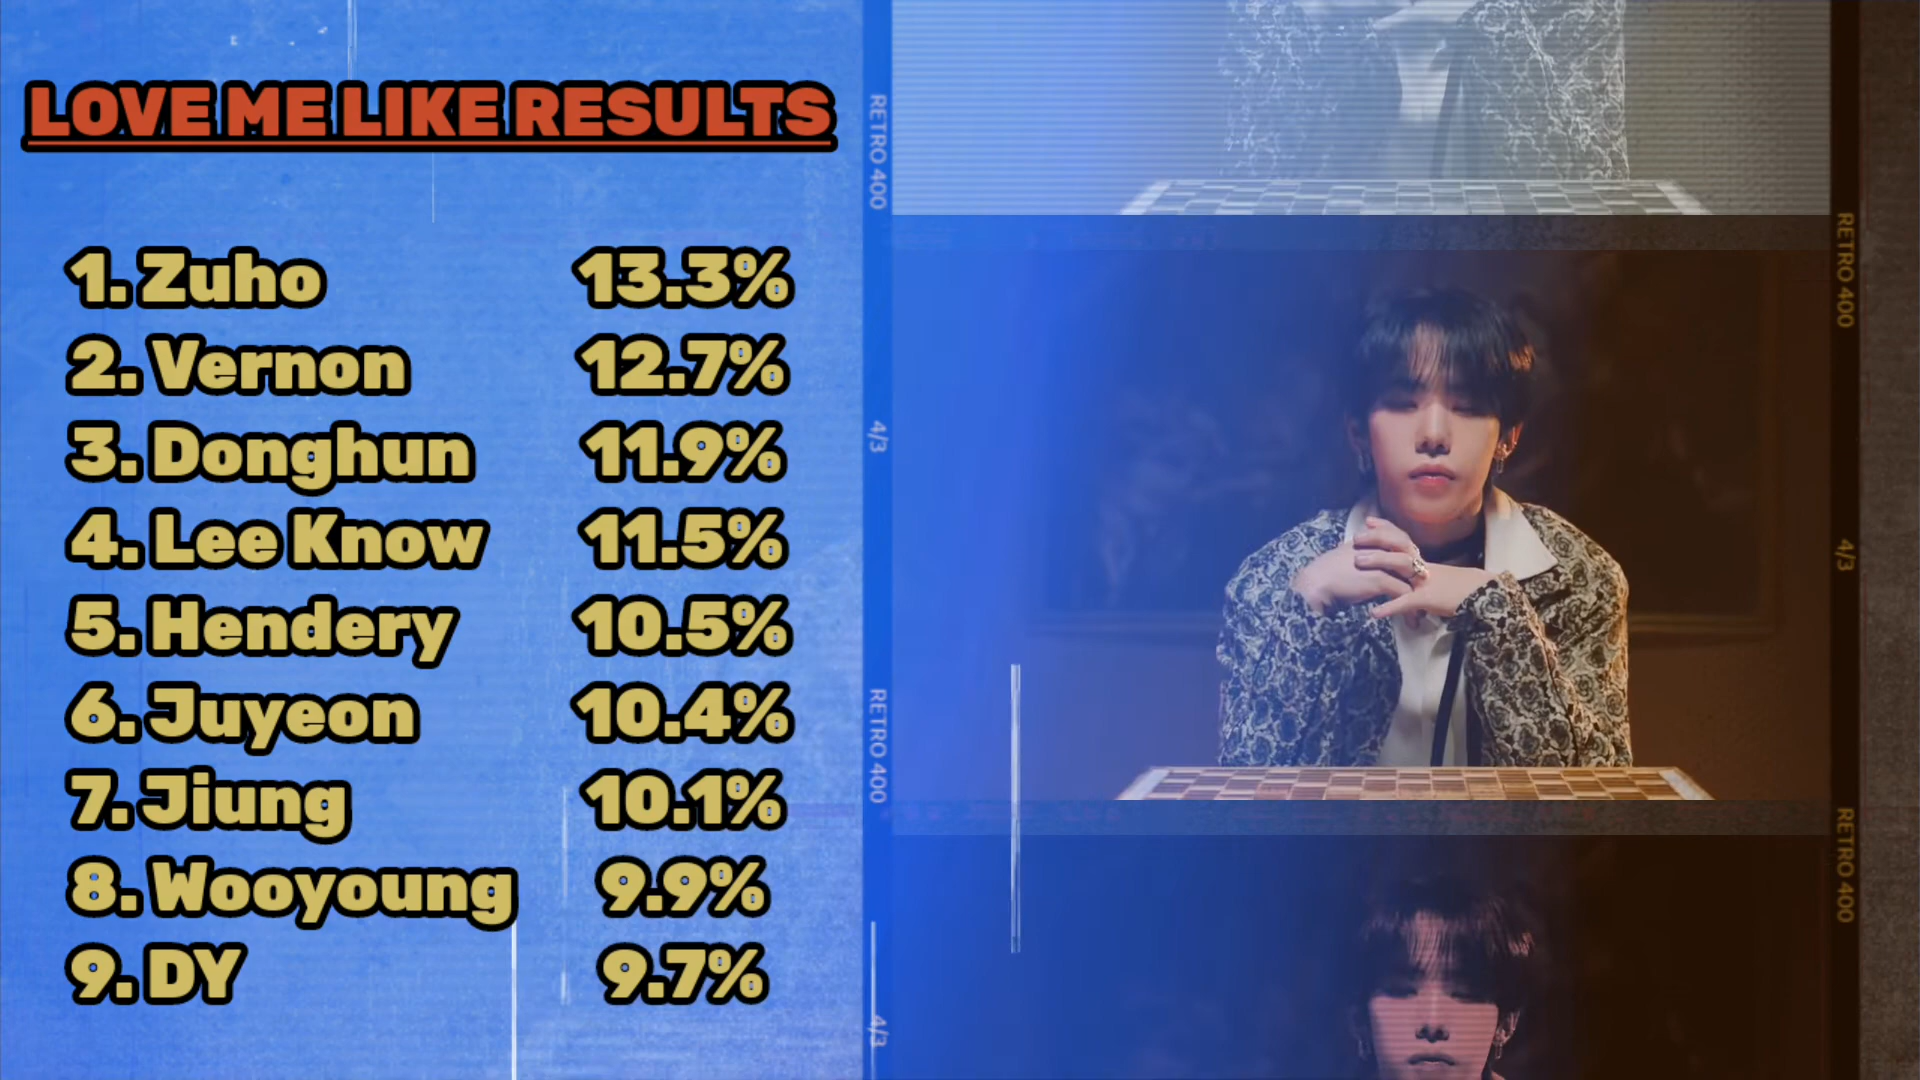 LOVE ME LIKE RESULTS
1. Zuho 13.3%
2. Vernon 12.7%
3. Donghun 11.9%
4. Lee Know 11.5%
5. Hendery 10.5%
6. Juyeon 10.4%
7. Jiung 10.1%
8. Wooyoung 9.9%
9. DY 9.7%
RETRO 400
4/3
RETRO 400
4/3
RETRO 400
4/3
RETRO 400